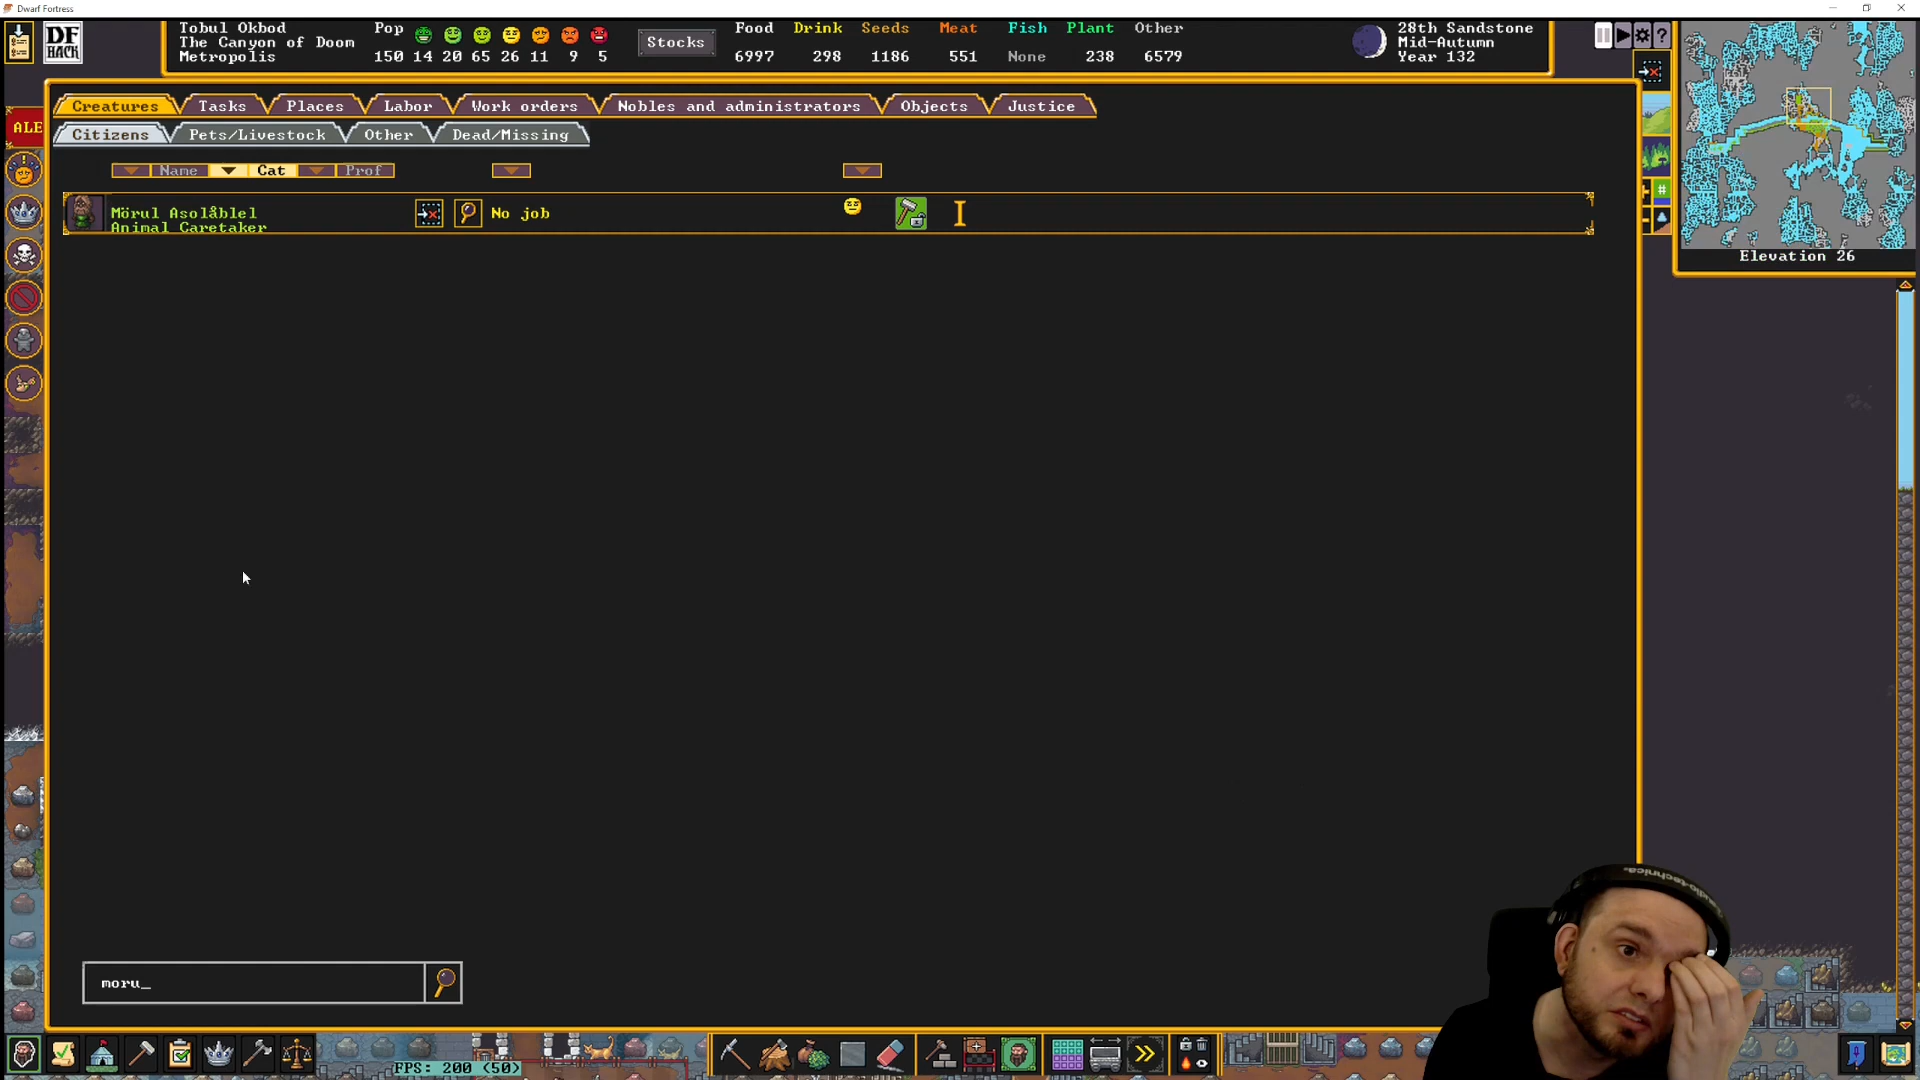 Dwarf Fortress
DF
HACK
Tobul Okbod
The Canyon of Doom
Metropolis
Pop
150 14 20 65 26 11 9 5
Stocks
Food Drink Seeds Meat Fish Plant Other
6997 298 1186 551 None 238 6579
28th Sandstone
Mid-Autumn
Year 132
?
Elevation 26
ALE
Creatures Tasks Places Labor Work orders Nobles and administrators Objects Justice
Citizens Pets/Livestock Other Dead/Missing
Name Cat Prof
Mörul Asolåblel
Animal Caretaker
No job
#
moru_
FPS: 200 (50)
audio-technica